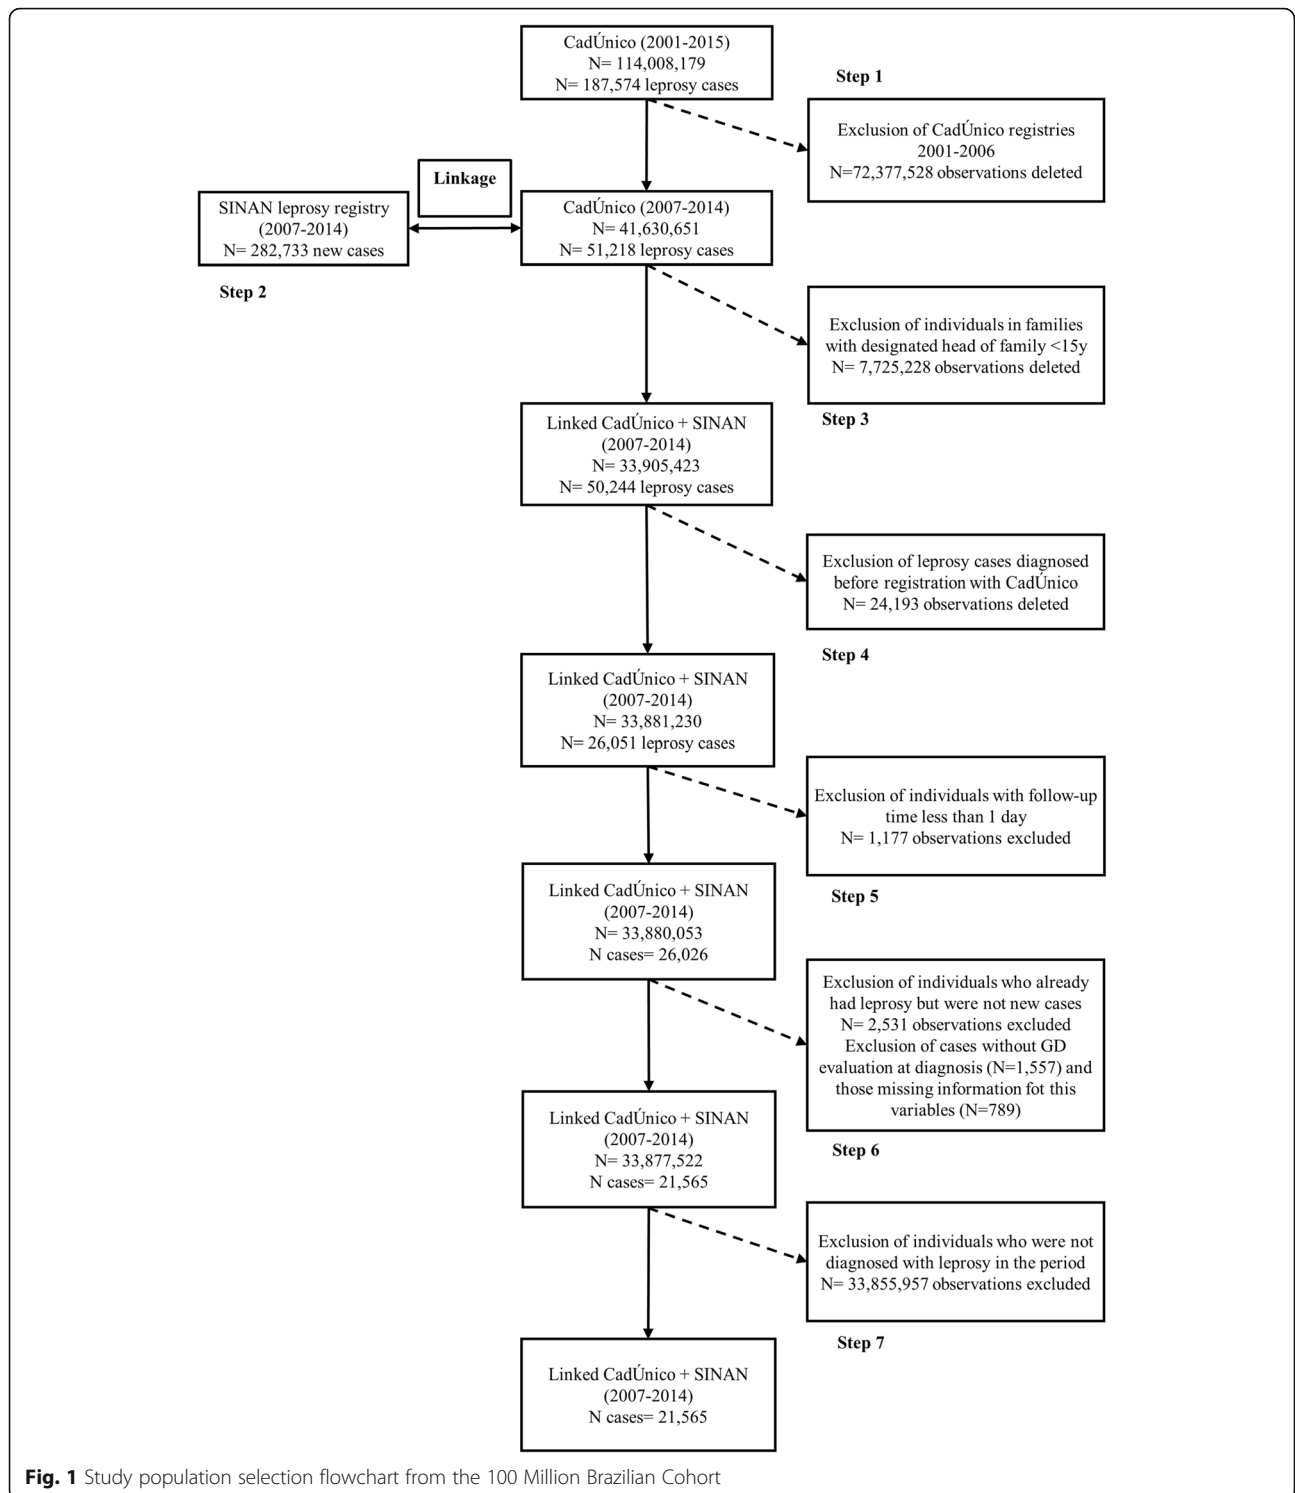 CadÚnico (2001-2015)
N= 114,008,179
N= 187,574 leprosy cases
Step 1
Exclusion of CadÚnico registries
2001-2006
N=72,377,528 observations deleted
Linkage
SINAN leprosy registry
(2007-2014)
N= 282,733 new cases
CadÚnico (2007-2014)
N= 41,630,651
N= 51,218 leprosy cases
Step 2
Exclusion of individuals in families
with designated head of family <15y
N= 7,725,228 observations deleted
Step 3
Linked CadÚnico + SINAN
(2007-2014)
N= 33,905,423
N= 50,244 leprosy cases
Exclusion of leprosy cases diagnosed
before registration with CadÚnico
N= 24,193 observations deleted
Step 4
Linked CadÚnico + SINAN
(2007-2014)
N= 33,881,230
N= 26,051 leprosy cases
Exclusion of individuals with follow-up
time less than 1 day
N= 1,177 observations excluded
Step 5
Linked CadÚnico + SINAN
(2007-2014)
N= 33,880,053
N cases= 26,026
Exclusion of individuals who already
had leprosy but were not new cases
N= 2,531 observations excluded
Exclusion of cases without GD
evaluation at diagnosis (N=1,557) and
those missing information fot this
variables (N=789)
Step 6
Linked CadÚnico + SINAN
(2007-2014)
N= 33,877,522
N cases= 21,565
Exclusion of individuals who were not
diagnosed with leprosy in the period
N= 33,855,957 observations excluded
Step 7
Linked CadÚnico + SINAN
(2007-2014)
N cases= 21,565
Fig. 1 Study population selection flowchart from the 100 Million Brazilian Cohort